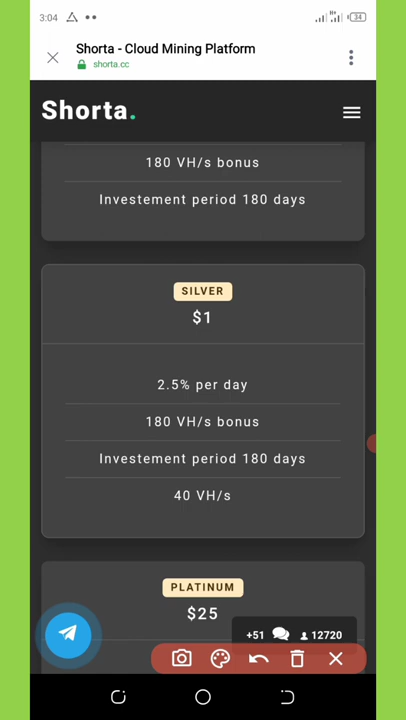 3:04
34
Shorta - Cloud Mining Platform
shorta.cc
Shorta.
180 VH/s bonus
Investement period 180 days
SILVER
$1
2.5% per day
180 VH/s bonus
Investement period 180 days
40 VH/s
PLATINUM
$25
+51 12720